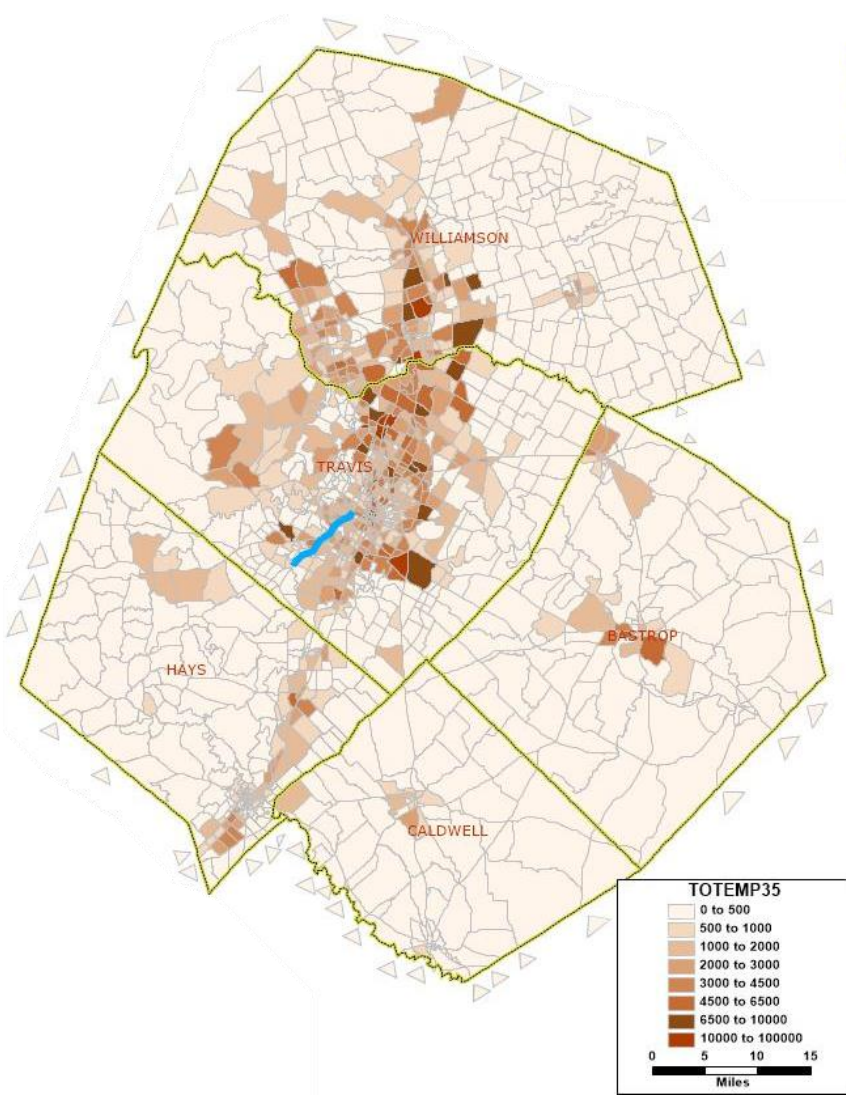 WILLIAMSON
TRAVIS
BASTROP
HAYS
CALDWELL
TOTEMP35
0 to 500
500 to 1000
1000 to 2000
2000 to 3000
3000 to 4500
4500 to 6500
6500 to 10000
10000 to 100000
0 5 10 15
Miles